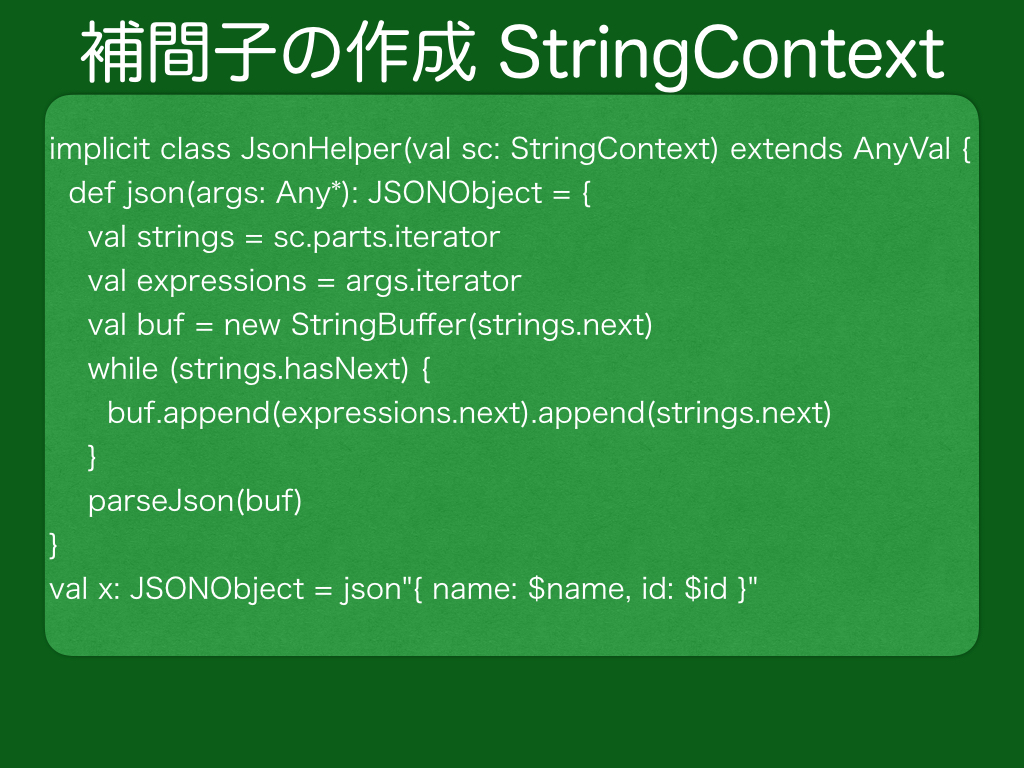 補間子の作成 StringContext
implicit class JsonHelper(val sc: StringContext) extends AnyVal {
def json(args: Any*): JSONObject = {
val strings = sc.parts.iterator
val expressions = args.iterator
val buf = new StringBuffer(strings.next)
while (strings.hasNext) {
buf.append(expressions.next).append(strings.next)
}
parseJson(buf)
}
val x: JSONObject = json"{ name: $name, id: $id }"